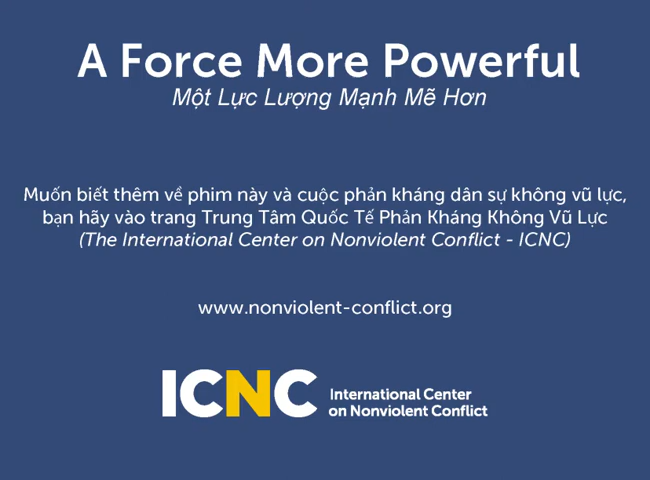 A Force More Powerful
Một Lực Lượng Mạnh Mẽ Hơn
Muốn biết thêm về phim này và cuộc phản kháng dân sự không vũ lực,
bạn hãy vào trang Trung Tâm Quốc Tế Phản Kháng Không Vũ Lực
(The International Center on Nonviolent Conflict - ICNC)
www.nonviolent-conflict.org
ICNC
International Center
on Nonviolent Conflict